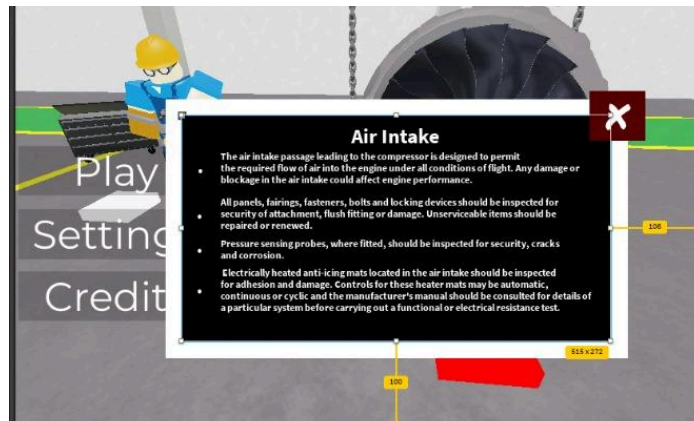 Air Intake
The air intake passage leading to the compressor is designed to permit
the required flow of air into the engine under all conditions of flight. Any damage or
blockage in the air intake could affect engine performance.
All panels, fairings, fasteners, bolts and locking devices should be inspected for
security of attachment, flush fitting or damage. Unserviceable items should be
repaired or renewed.
Pressure sensing probes, where fitted, should be inspected for security, cracks
and corrosion.
Electrically heated anti-icing mats located in the air intake should be inspected
for adhesion and damage. Controls for these heater mats may be automatic,
continuous or cyclic and the manufacturer's manual should be consulted for details of
a particular system before carrying out a functional or electrical resistance test.
X
Play
Setting
Credit
108
515 x 272
100